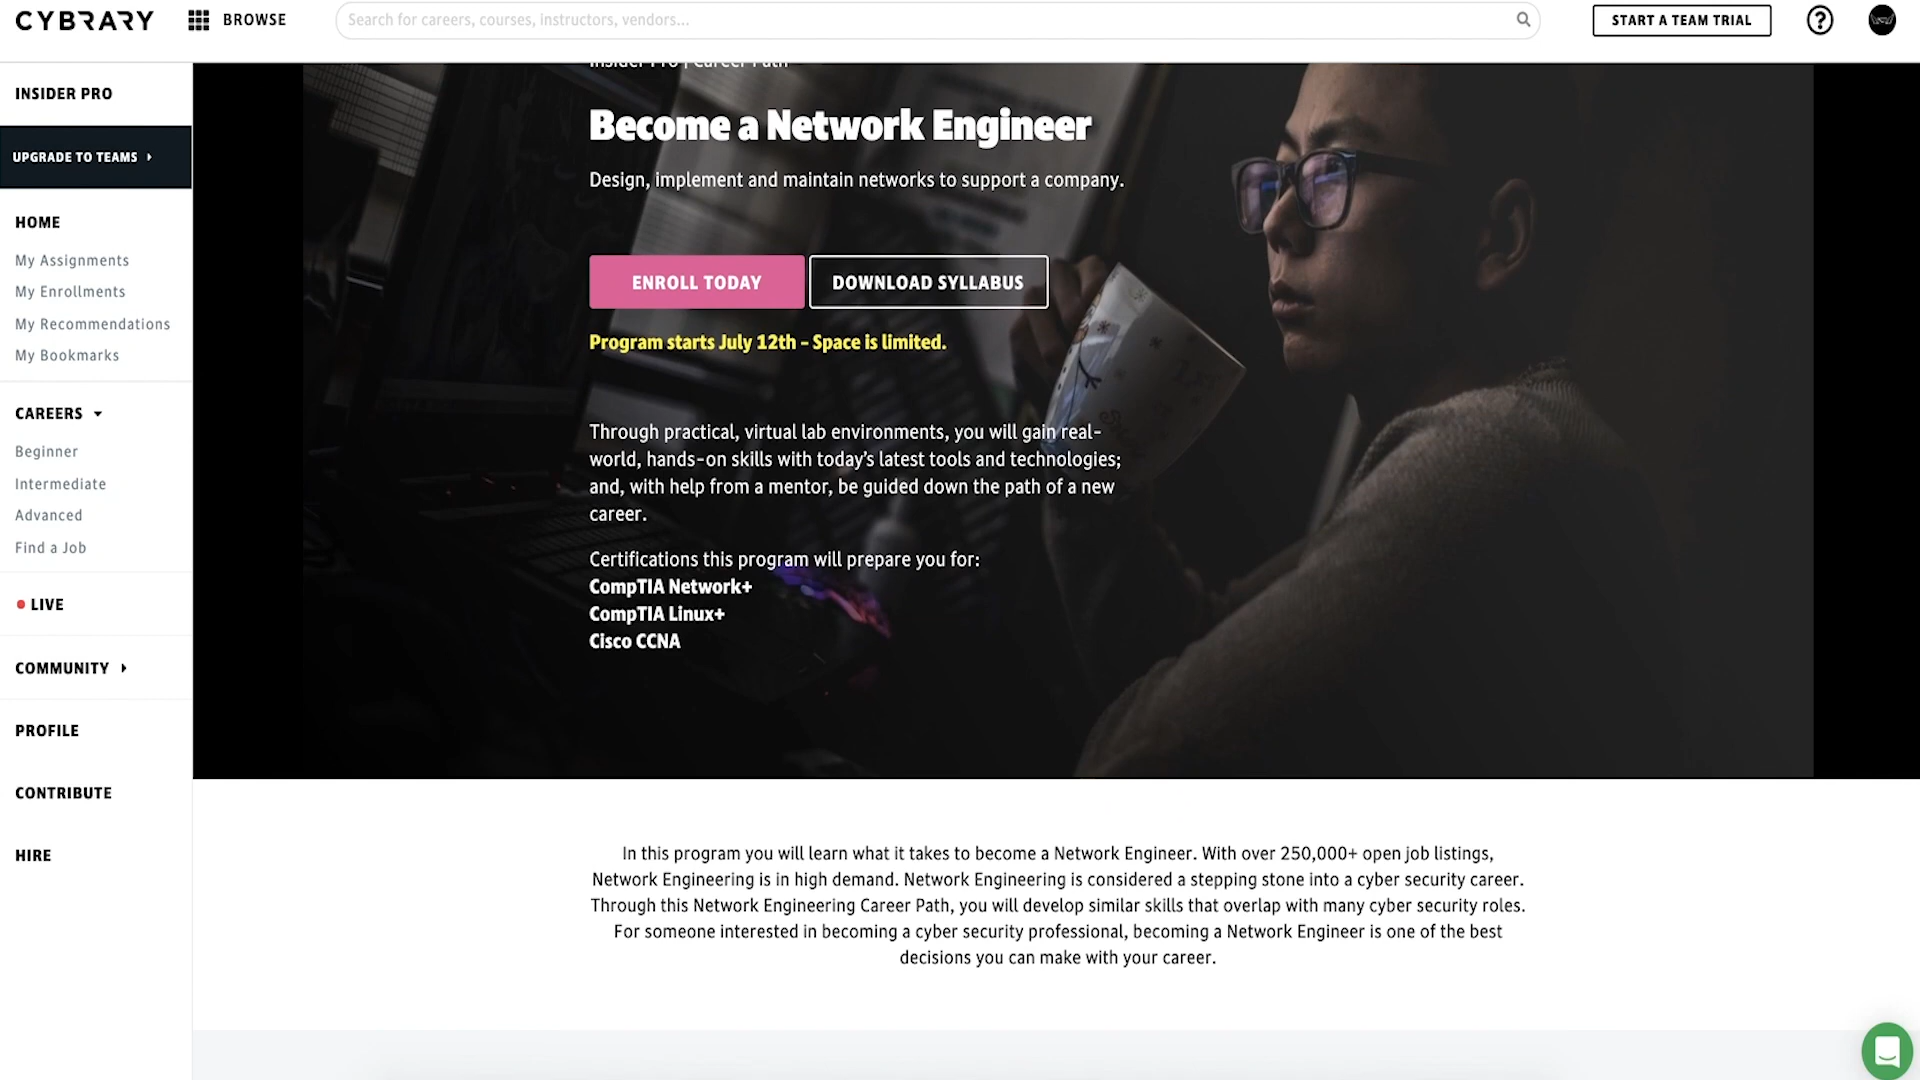 CYBRARY
BROWSE
Search for careers, courses, instructors, vendors...
START A TEAM TRIAL
?
INSIDER PRO
UPGRADE TO TEAMS
HOME
My Assignments
My Enrollments
My Recommendations
My Bookmarks
CAREERS
Beginner
Intermediate
Advanced
Find a Job
LIVE
COMMUNITY
PROFILE
CONTRIBUTE
HIRE
Insider Pro | Career Path
Become a Network Engineer
Design, implement and maintain networks to support a company.
ENROLL TODAY
DOWNLOAD SYLLABUS
Program starts July 12th - Space is limited.
Through practical, virtual lab environments, you will gain real-
world, hands-on skills with today's latest tools and technologies;
and, with help from a mentor, be guided down the path of a new
career.
Certifications this program will prepare you for:
CompTIA Network+
CompTIA Linux+
Cisco CCNA
In this program you will learn what it takes to become a Network Engineer. With over 250,000+ open job listings,
Network Engineering is in high demand. Network Engineering is considered a stepping stone into a cyber security career.
Through this Network Engineering Career Path, you will develop similar skills that overlap with many cyber security roles.
For someone interested in becoming a cyber security professional, becoming a Network Engineer is one of the best
decisions you can make with your career.